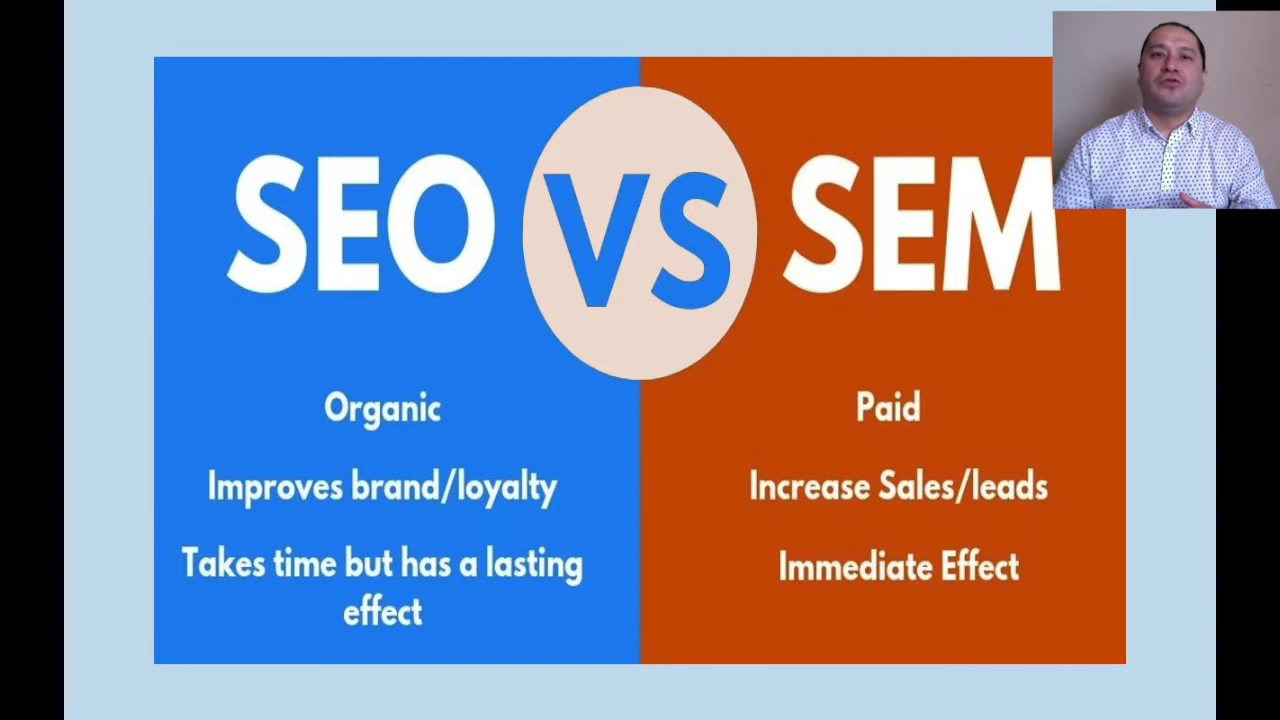 SEO VS SEM
Organic
Improves brand/loyalty
Takes time but has a lasting
effect
Paid
Increase Sales/leads
Immediate Effect